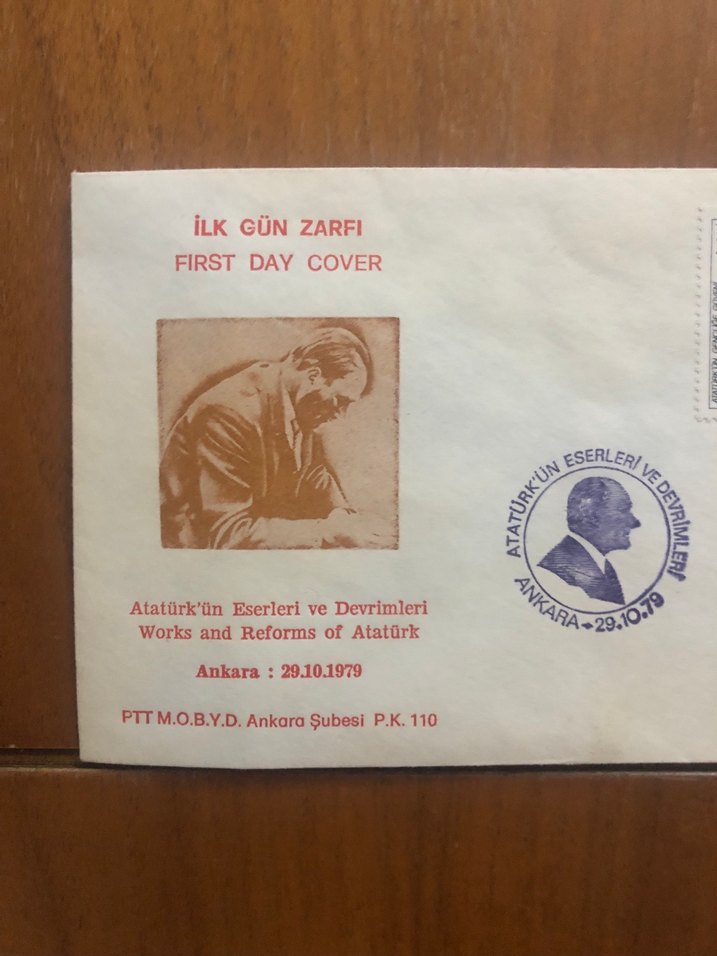 İLK GÜN ZARFI
FIRST DAY COVER
Atatürk'ün Eserleri ve Devrimleri
Works and Reforms of Atatürk
Ankara : 29.10.1979
PTT M.O.B.Y.D. Ankara Şubesi P.K. 110
ATATÜRK'ÜN ESERLERİ VE DEVRİMLERİ
ANKARA - 29.10.79